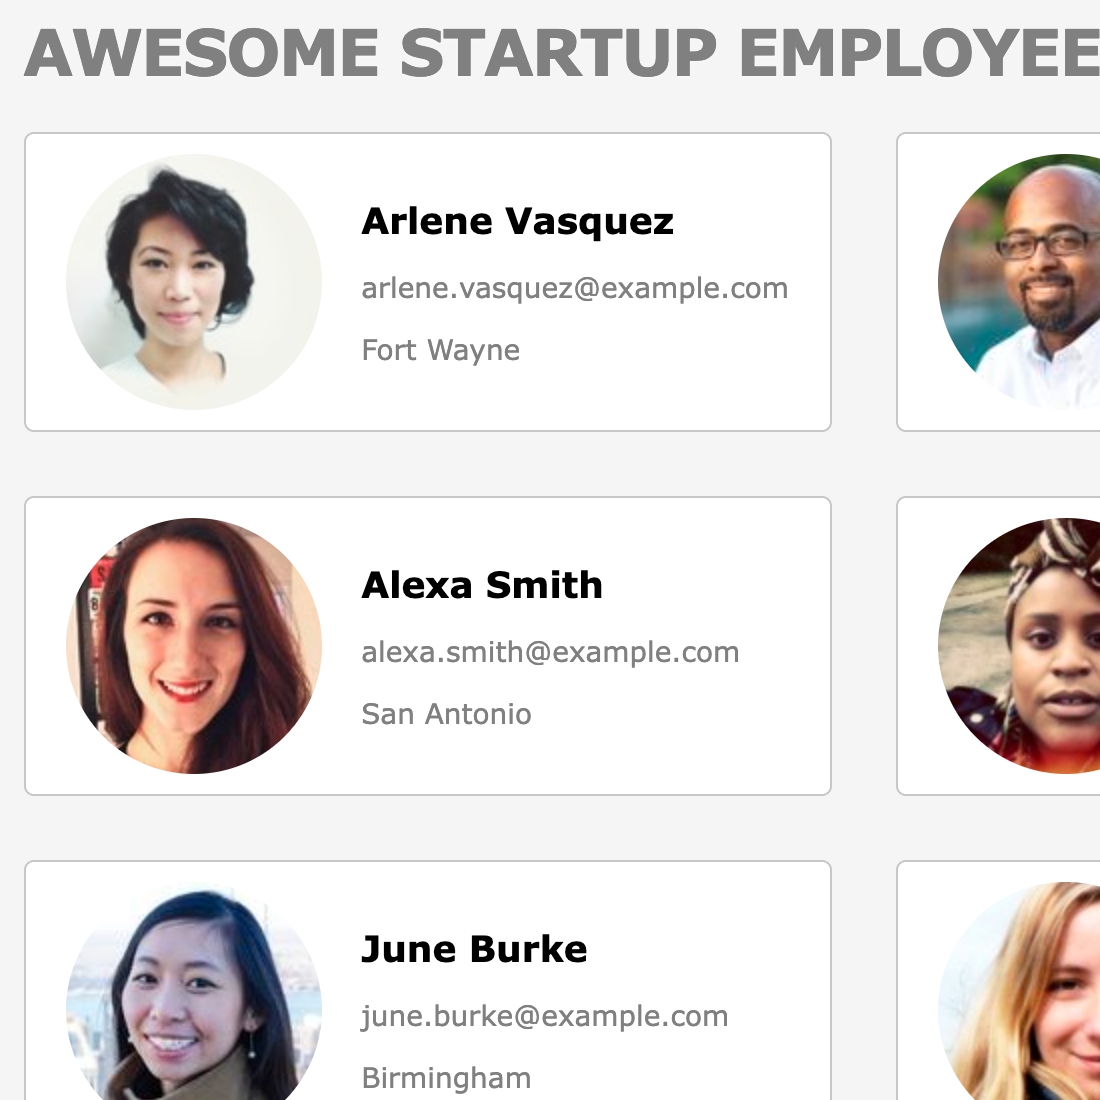 AWESOME STARTUP EMPLOYEE
Arlene Vasquez
arlene.vasquez@example.com
Fort Wayne
Alexa Smith
alexa.smith@example.com
San Antonio
June Burke
june.burke@example.com
Birmingham